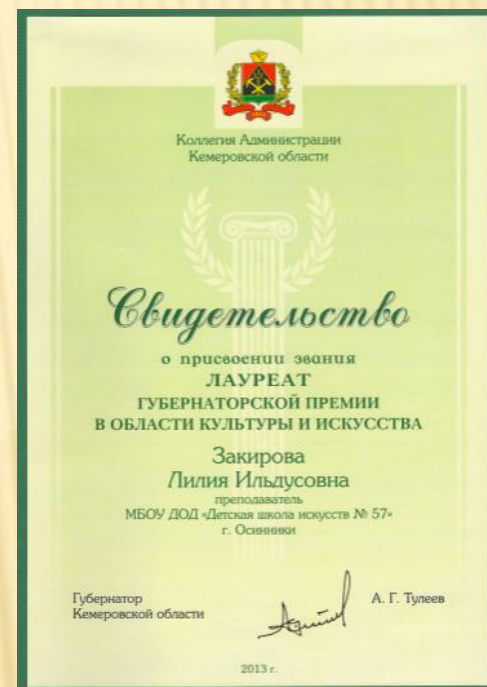 Коллегия Администрации
Кемеровской области
Свидетельство
о присвоении звания
ЛАУРЕАТ
ГУБЕРНАТОРСКОЙ ПРЕМИИ
В ОБЛАСТИ КУЛЬТУРЫ И ИСКУССТВА
Закирова
Лилия Ильдусовна
преподаватель
МБОУ ДОД «Детская школа искусств № 57»
г. Осинники
Губернатор
Кемеровской области
А. Г. Тулеев
2013 г.